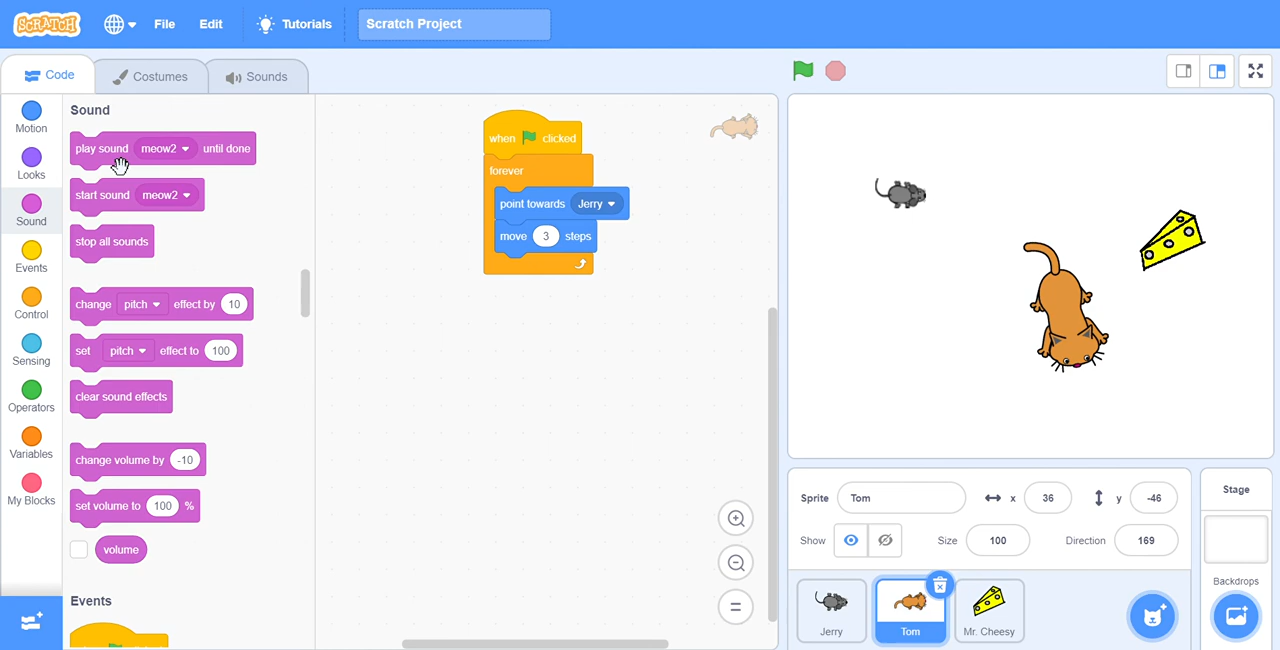 SCRATCH File Edit Tutorials Scratch Project
Code Costumes Sounds
Motion
Looks
Sound
Events
Control
Sensing
Operators
Variables
My Blocks
Sound
play sound meow2 until done
start sound meow2
stop all sounds
change pitch effect by 10
set pitch effect to 100
clear sound effects
change volume by -10
set volume to 100 %
volume
Events
when clicked
forever
point towards Jerry
move 3 steps
Sprite Tom x 36 y -46
Show Size 100 Direction 169
Jerry Tom Mr. Cheesy
Stage
Backdrops